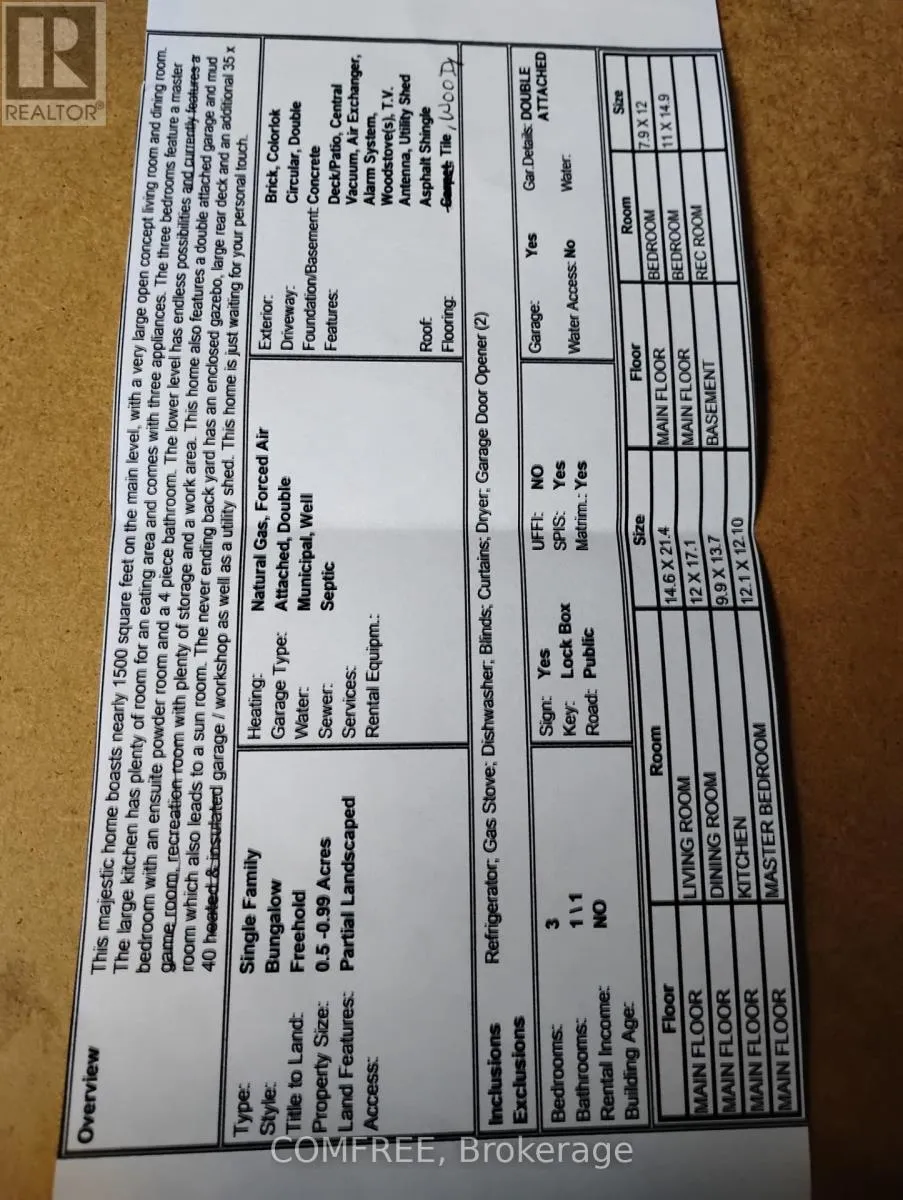 REALTOR®
Overview
This majestic home boasts nearly 1500 square feet on the main level, with a very large open concept living room and dining room.
The large kitchen has plenty of room for an eating area and comes with three appliances. The three bedrooms feature a master
bedroom with an ensuite powder room and a 4 piece bathroom. The lower level has endless possibilities and currently features a
game room, recreation room with plenty of storage and a work area. This home also features a double attached garage and mud
room which also leads to a sun room. The never ending back yard has an enclosed gazebo, large rear deck and an additional 35 x
40 heated & insulated garage / workshop as well as a utility shed. This home is just waiting for your personal touch.
Type: Single Family
Style: Bungalow
Title to Land: Freehold
Property Size: 0.5 -0.99 Acres
Land Features: Partial Landscaped
Access:
Heating: Natural Gas, Forced Air
Garage Type: Attached, Double
Water: Municipal, Well
Sewer: Septic
Services:
Rental Equipm.:
Exterior: Brick, Colorlok
Driveway: Circular, Double
Foundation/Basement: Concrete
Features: Deck/Patio, Central
Vacuum, Air Exchanger,
Alarm System,
Woodstove(s), T.V.
Antenna, Utility Shed
Roof: Asphalt Shingle
Flooring: Carpet, Tile, WOOD
Inclusions Refrigerator; Gas Stove; Dishwasher; Blinds; Curtains; Dryer; Garage Door Opener (2)
Exclusions
Bedrooms: 3
Bathrooms: 1 \ 1
Rental Income: NO
Building Age:
Sign: Yes
Key: Lock Box
Road: Public
UFFI: NO
SPIS: Yes
Matrim.: Yes
Garage: Yes
Water Access: No
Gar.Details: DOUBLE
ATTACHED
Water:
Floor Room Size Floor Room Size
MAIN FLOOR LIVING ROOM 14.6 X 21.4 MAIN FLOOR BEDROOM 7.9 X 12
MAIN FLOOR DINING ROOM 12 X 17.1 MAIN FLOOR BEDROOM 11 X 14.9
MAIN FLOOR KITCHEN 9.9 X 13.7 BASEMENT REC ROOM
MAIN FLOOR MASTER BEDROOM 12.1 X 12.10
COMFREE, Brokerage